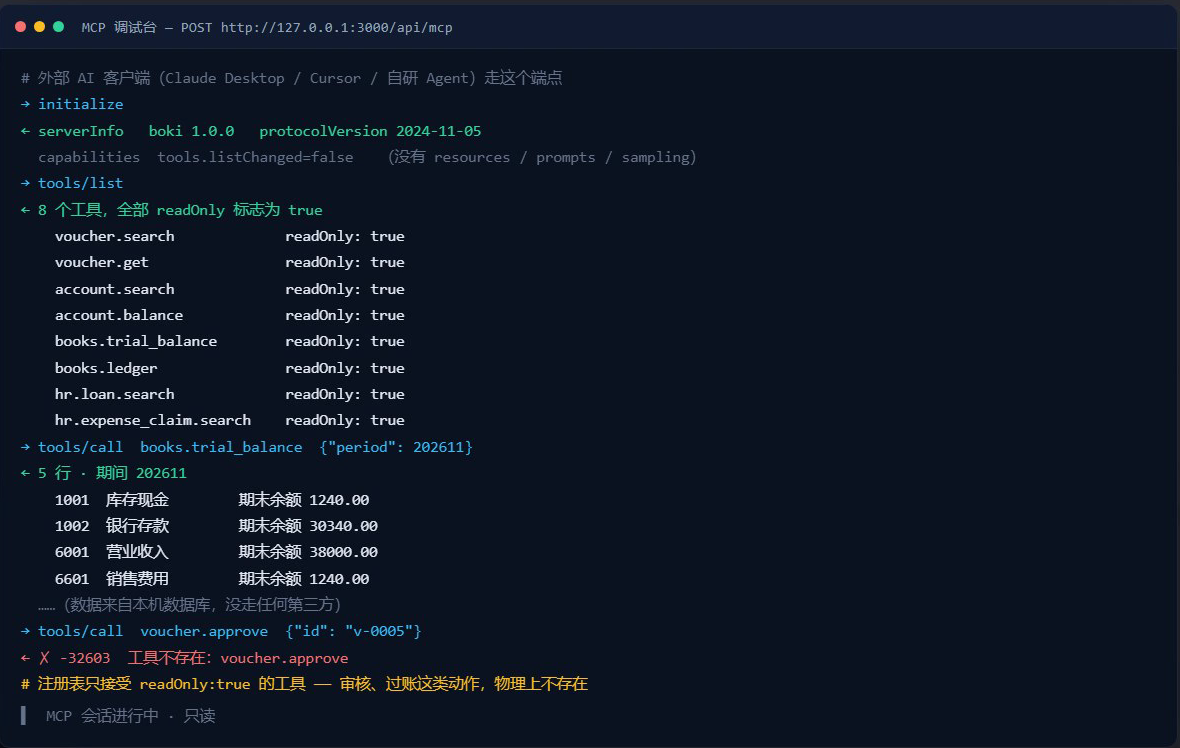 MCP 调试台 — POST http://127.0.0.1:3000/api/mcp
# 外部 AI 客户端（Claude Desktop / Cursor / 自研 Agent）走这个端点
→ initialize
← serverInfo boki 1.0.0 protocolVersion 2024-11-05
capabilities tools.listChanged=false （没有 resources / prompts / sampling）
→ tools/list
← 8 个工具，全部 readOnly 标志为 true
voucher.search readOnly: true
voucher.get readOnly: true
account.search readOnly: true
account.balance readOnly: true
books.trial_balance readOnly: true
books.ledger readOnly: true
hr.loan.search readOnly: true
hr.expense_claim.search readOnly: true
→ tools/call books.trial_balance {"period": 202611}
← 5 行 · 期间 202611
1001 库存现金 期末余额 1240.00
1002 银行存款 期末余额 30340.00
6001 营业收入 期末余额 38000.00
6601 销售费用 期末余额 1240.00
……（数据来自本机数据库，没走任何第三方）
→ tools/call voucher.approve {"id": "v-0005"}
← ✗ -32603 工具不存在：voucher.approve
# 注册表只接受 readOnly:true 的工具 —— 审核、过账这类动作，物理上不存在
MCP 会话进行中 · 只读